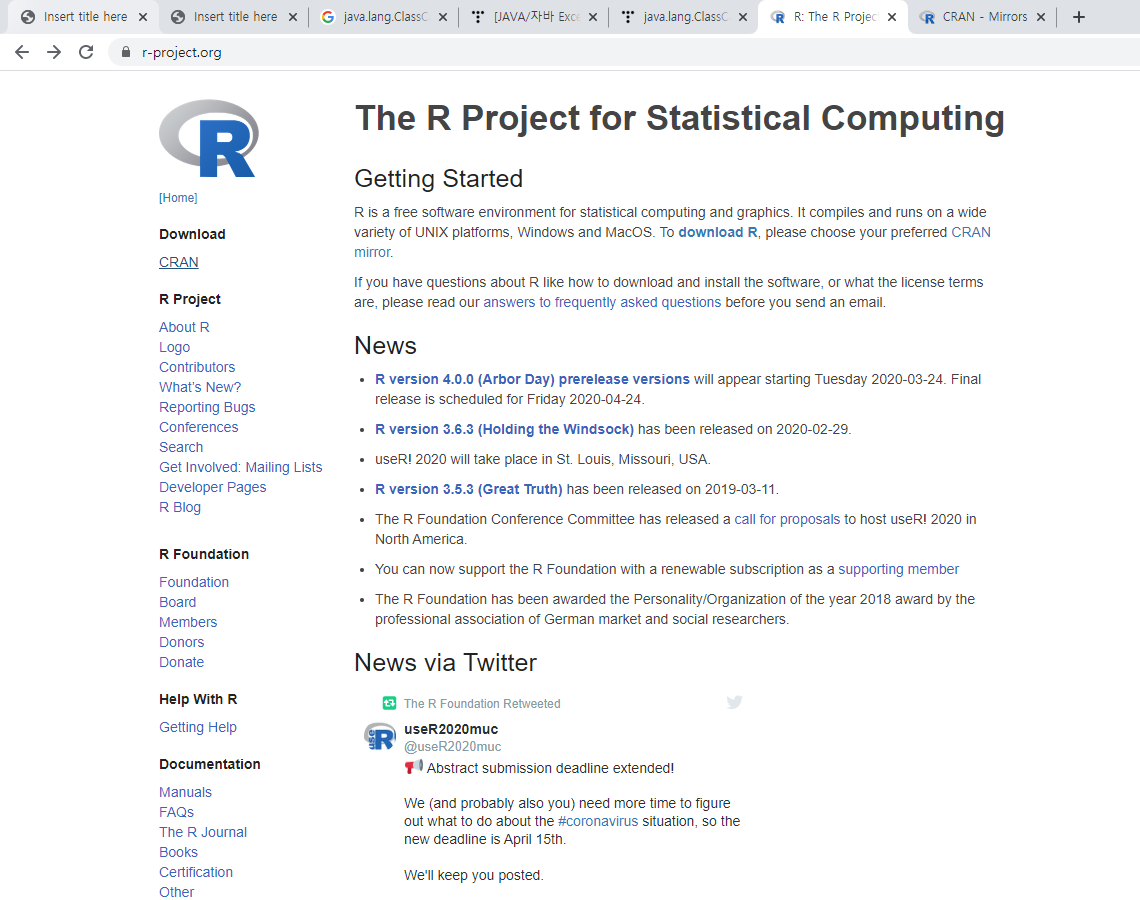 Insert title here
Insert title here
java.lang.ClassC
[JAVA/자바 Exce
java.lang.ClassC
R: The R Projec
CRAN - Mirrors
r-project.org
R
[Home]
Download
CRAN
R Project
About R
Logo
Contributors
What's New?
Reporting Bugs
Conferences
Search
Get Involved: Mailing Lists
Developer Pages
R Blog
R Foundation
Foundation
Board
Members
Donors
Donate
Help With R
Getting Help
Documentation
Manuals
FAQs
The R Journal
Books
Certification
Other
The R Project for Statistical Computing
Getting Started
R is a free software environment for statistical computing and graphics. It compiles and runs on a wide
variety of UNIX platforms, Windows and MacOS. To download R, please choose your preferred CRAN
mirror.
If you have questions about R like how to download and install the software, or what the license terms
are, please read our answers to frequently asked questions before you send an email.
News
R version 4.0.0 (Arbor Day) prerelease versions will appear starting Tuesday 2020-03-24. Final
release is scheduled for Friday 2020-04-24.
R version 3.6.3 (Holding the Windsock) has been released on 2020-02-29.
useR! 2020 will take place in St. Louis, Missouri, USA.
R version 3.5.3 (Great Truth) has been released on 2019-03-11.
The R Foundation Conference Committee has released a call for proposals to host useR! 2020 in
North America.
You can now support the R Foundation with a renewable subscription as a supporting member
The R Foundation has been awarded the Personality/Organization of the year 2018 award by the
professional association of German market and social researchers.
News via Twitter
The R Foundation Retweeted
useR
useR2020muc
@useR2020muc
Abstract submission deadline extended!
We (and probably also you) need more time to figure
out what to do about the #coronavirus situation, so the
new deadline is April 15th.
We'll keep you posted.